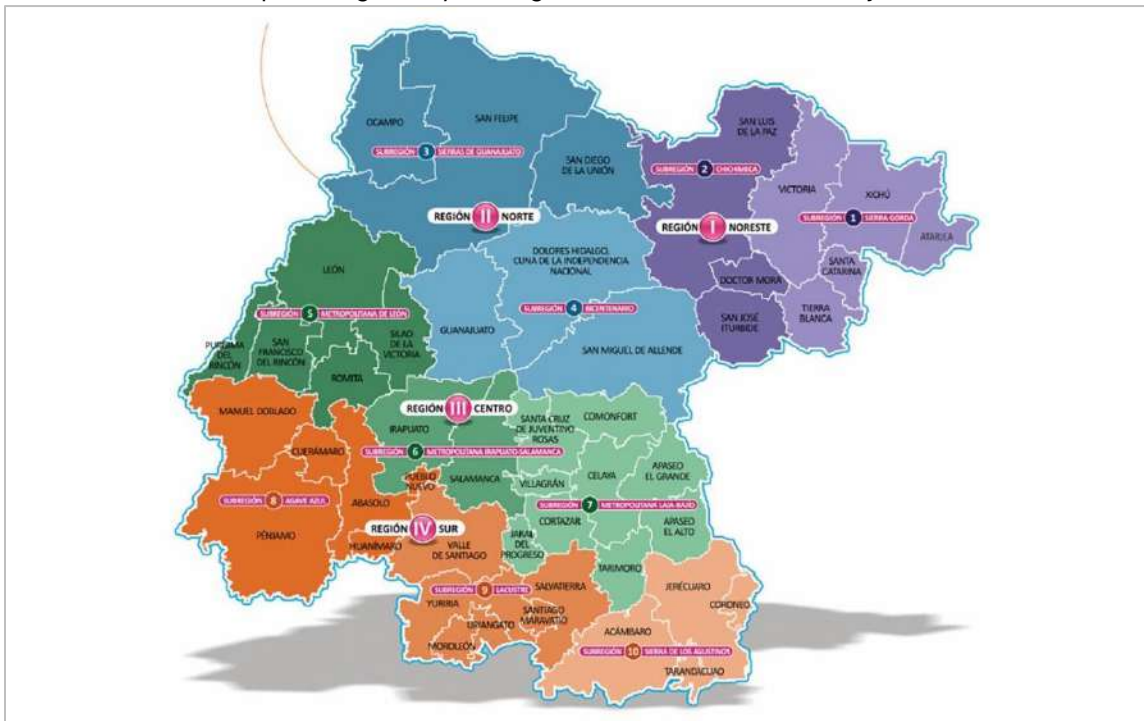 OCAMPO
SAN FELIPE
SAN LUIS
DE LA PAZ
SUBREGIÓN 3 SIERRAS DE GUANAJUATO
SAN DIEGO
DE LA UNIÓN
SUBREGIÓN 2 CHICHIMECA
VICTORIA
XICHÚ
REGIÓN II NORTE
REGIÓN I NORESTE
SUBREGIÓN 1 SIERRA GORDA
ATARJEA
DOLORES HIDALGO,
CUNA DE LA INDEPENDENCIA
NACIONAL
LEÓN
DOCTOR MORA
SANTA
CATARINA
SUBREGIÓN 5 METROPOLITANA DE LEÓN
SUBREGIÓN 4 BICENTENARIO
GUANAJUATO
SAN JOSÉ
ITURBIDE
TIERRA
BLANCA
PURÍSIMA
DEL
RINCÓN
SAN
FRANCISCO
DEL RINCÓN
SILAO
DE LA
VICTORIA
SAN MIGUEL DE ALLENDE
ROMITA
MANUEL DOBLADO
REGIÓN III CENTRO
IRAPUATO
SANTA CRUZ
DE JUVENTINO
ROSAS
COMONFORT
CUERÁMARO
SUBREGIÓN 6 METROPOLITANA IRAPUATO-SALAMANCA
PUEBLO
NUEVO
SALAMANCA
VILLAGRÁN
CELAYA
APASEO
EL GRANDE
SUBREGIÓN 8 AGAVE AZUL
ABASOLO
SUBREGIÓN 7 METROPOLITANA LAJA-BAJÍO
PÉNJAMO
REGIÓN IV SUR
CORTAZAR
APASEO
EL ALTO
HUANÍMARO
VALLE
DE SANTIAGO
JARAL
DEL
PROGRESO
TARIMORO
SUBREGIÓN 9 LACUSTRE
SALVATIERRA
JERÉCUARO
YURIRIA
SANTIAGO
MARAVATÍO
CORONEO
URIANGATO
MOROLEÓN
ACÁMBARO
SUBREGIÓN 10 SIERRA DE LOS AGUSTINOS
TARANDACUAO